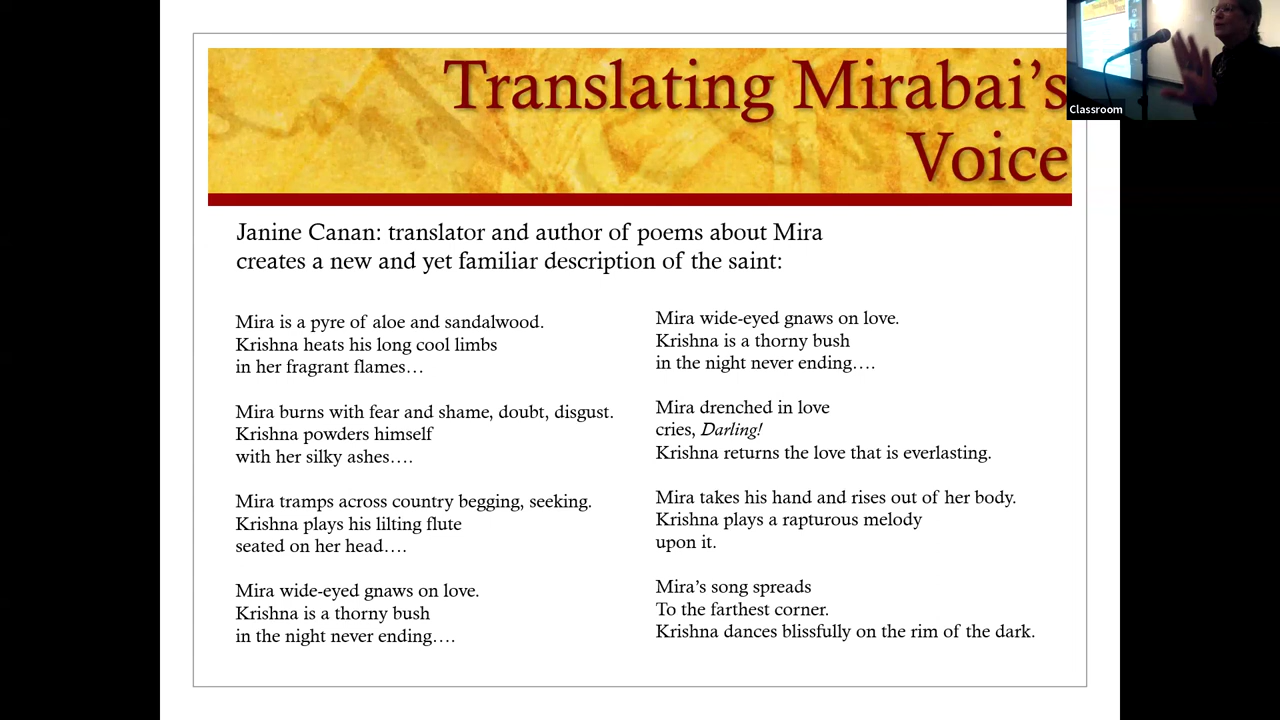 Translating Mirabai's
Voice
Classroom
Janine Canan: translator and author of poems about Mira
creates a new and yet familiar description of the saint:
Mira is a pyre of aloe and sandalwood.
Krishna heats his long cool limbs
in her fragrant flames…
Mira burns with fear and shame, doubt, disgust.
Krishna powders himself
with her silky ashes….
Mira tramps across country begging, seeking.
Krishna plays his lilting flute
seated on her head….
Mira wide-eyed gnaws on love.
Krishna is a thorny bush
in the night never ending….
Mira wide-eyed gnaws on love.
Krishna is a thorny bush
in the night never ending….
Mira drenched in love
cries, Darling!
Krishna returns the love that is everlasting.
Mira takes his hand and rises out of her body.
Krishna plays a rapturous melody
upon it.
Mira's song spreads
To the farthest corner.
Krishna dances blissfully on the rim of the dark.